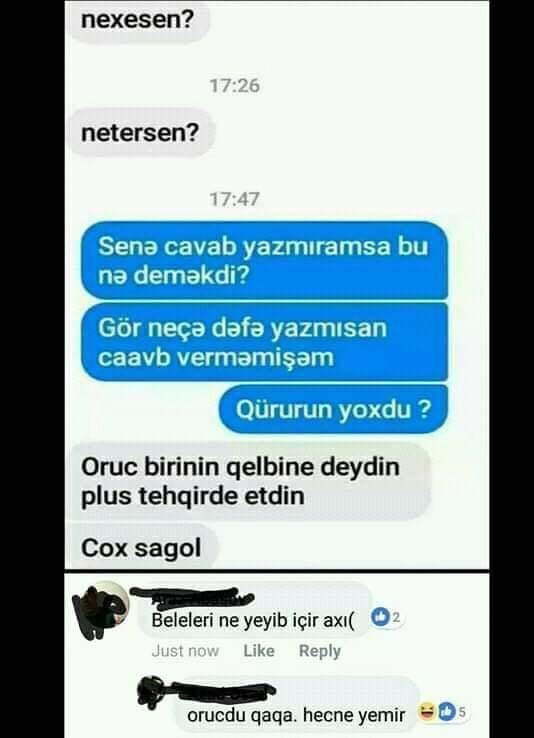 nexesen?
17:26
netersen?
17:47
Senə cavab yazmıramsa bu
nə deməkdi?
Gör neçə dəfə yazmısan
caavb verməmişəm
Qürurun yoxdu ?
Oruc birinin qelbine deydin
plus tehqirde etdin
Cox sagol
Beleleri ne yeyib içir axı( 2
Just now Like Reply
orucdu qaqa. hecne yemir 5